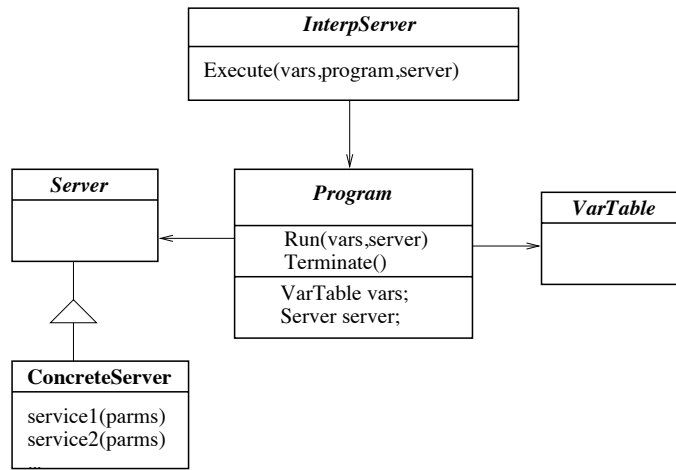 InterpServer
Execute(vars,program,server)
Server
Program
Run(vars,server)
Terminate()
VarTable vars;
Server server;
VarTable
ConcreteServer
service1(parms)
service2(parms)
...